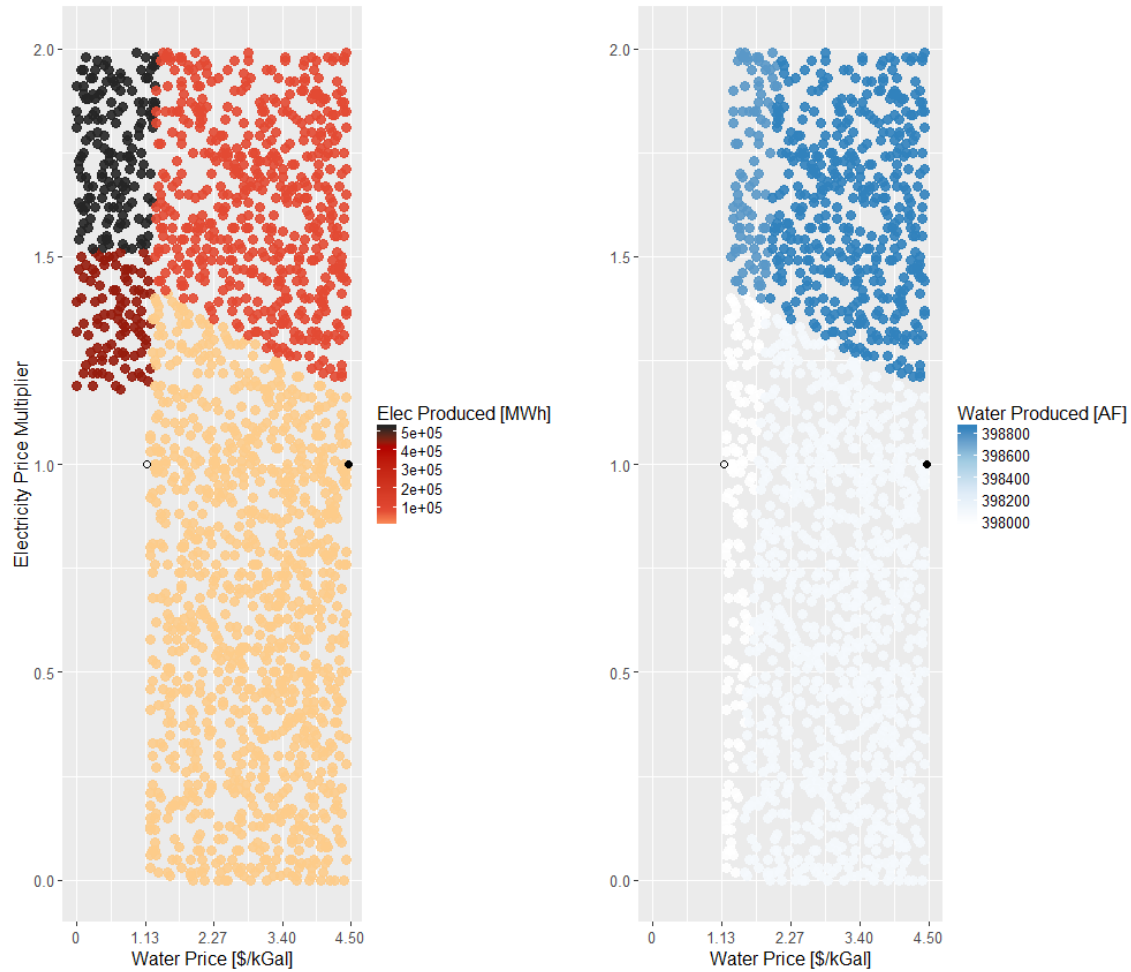 Electricity Price Multiplier
2.0
1.5
1.0
0.5
0.0
0 1.13 2.27 3.40 4.50
Water Price [$/kGal]
Elec Produced [MWh]
5e+05
4e+05
3e+05
2e+05
1e+05
2.0
1.5
1.0
0.5
0.0
0 1.13 2.27 3.40 4.50
Water Price [$/kGal]
Water Produced [AF]
398800
398600
398400
398200
398000